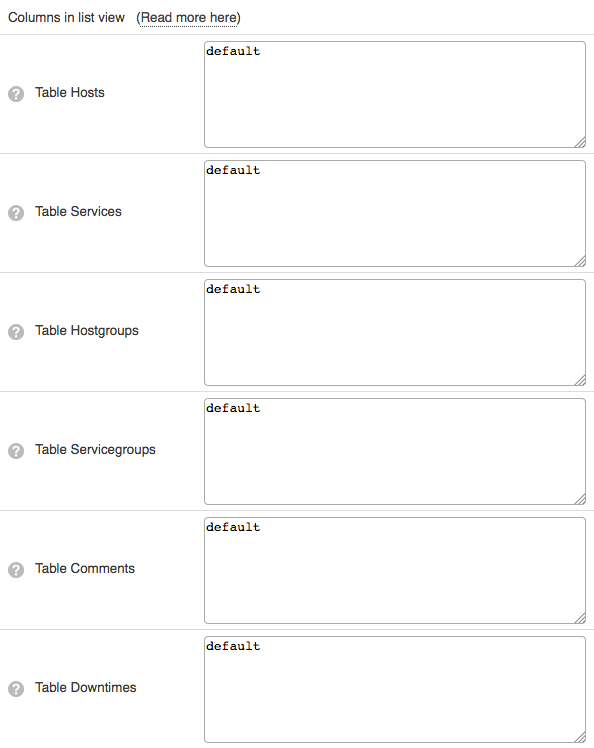 Columns in list view (Read more here)
default
? Table Hosts
default
? Table Services
default
? Table Hostgroups
default
? Table Servicegroups
default
? Table Comments
default
? Table Downtimes